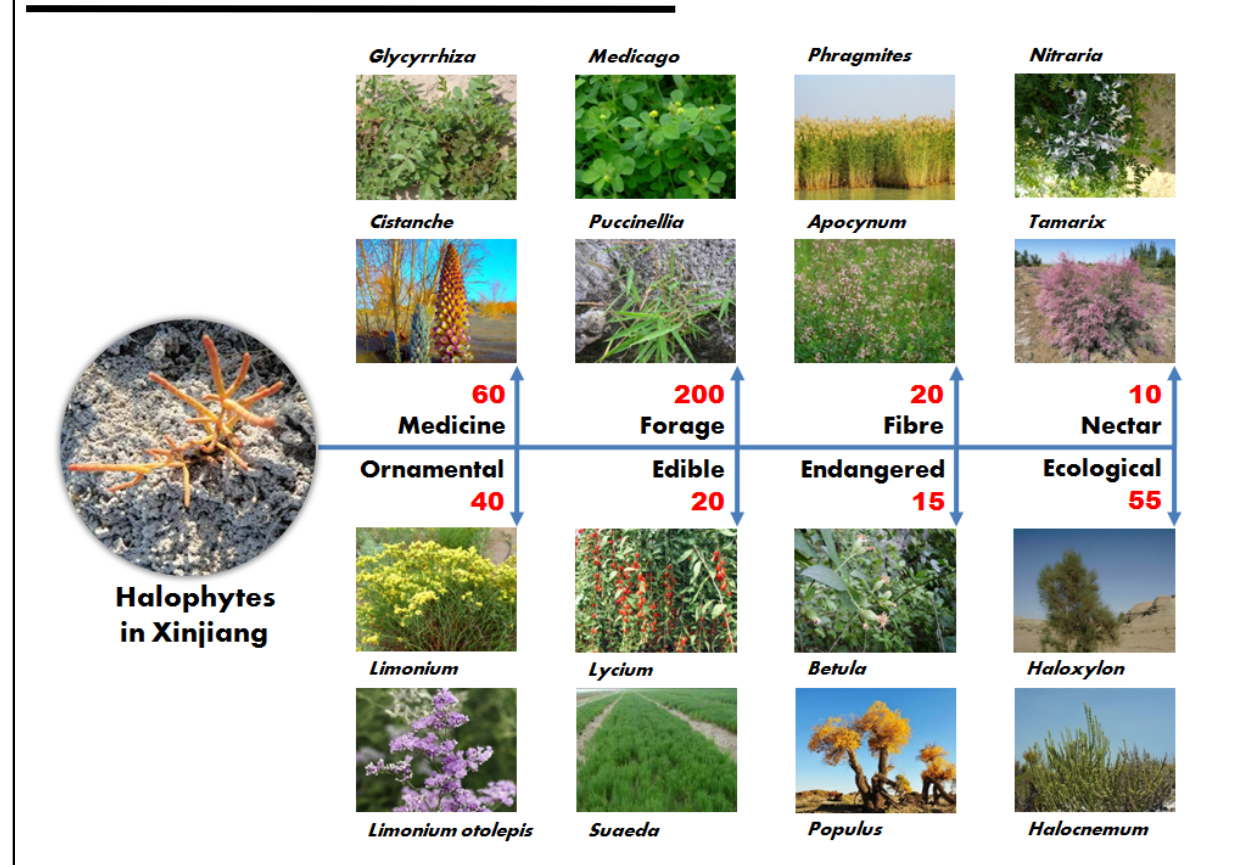 Glycyrrhiza
Medicago
Phragmites
Nitraria
Cistanche
Puccinellia
Apocynum
Tamarix
60
200
20
10
Medicine
Forage
Fibre
Nectar
Ornamental
Edible
Endangered
Ecological
40
20
15
55
Halophytes
in Xinjiang
Limonium
Lycium
Betula
Haloxylon
Limonium otolepis
Suaeda
Populus
Halocnemum